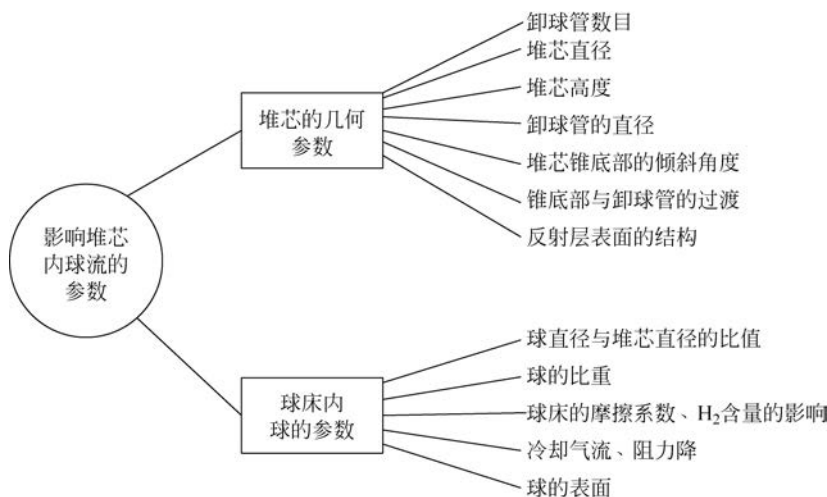 影响堆芯
内球流的
参数
堆芯的几何
参数
卸球管数目
堆芯直径
堆芯高度
卸球管的直径
堆芯锥底部的倾斜角度
锥底部与卸球管的过渡
反射层表面的结构
球床内
球的参数
球直径与堆芯直径的比值
球的比重
球床的摩擦系数、H₂含量的影响
冷却气流、阻力降
球的表面